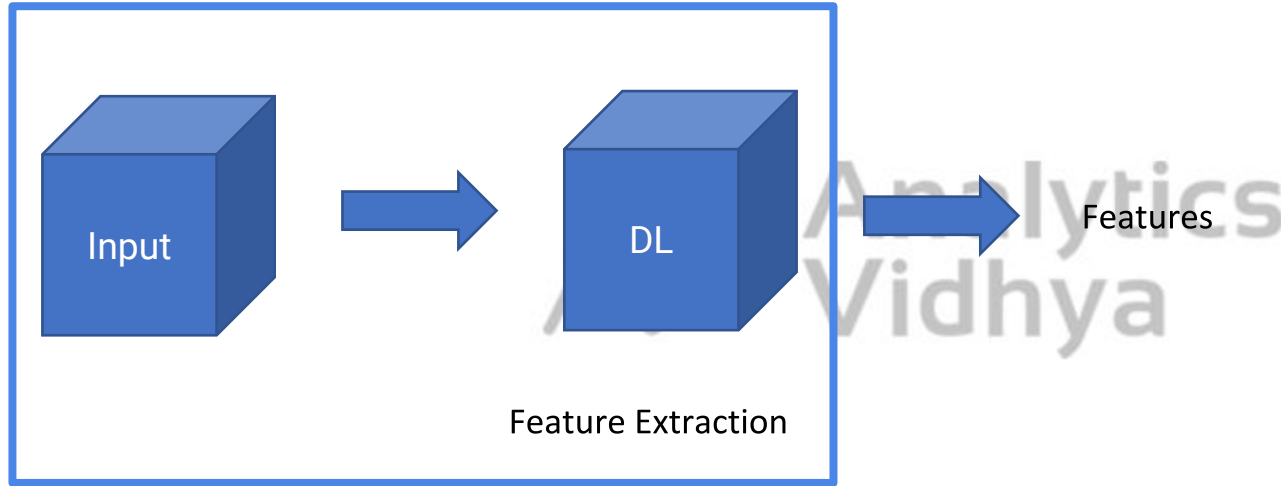 Input
DL
Feature Extraction
Features
Analytics
Vidhya